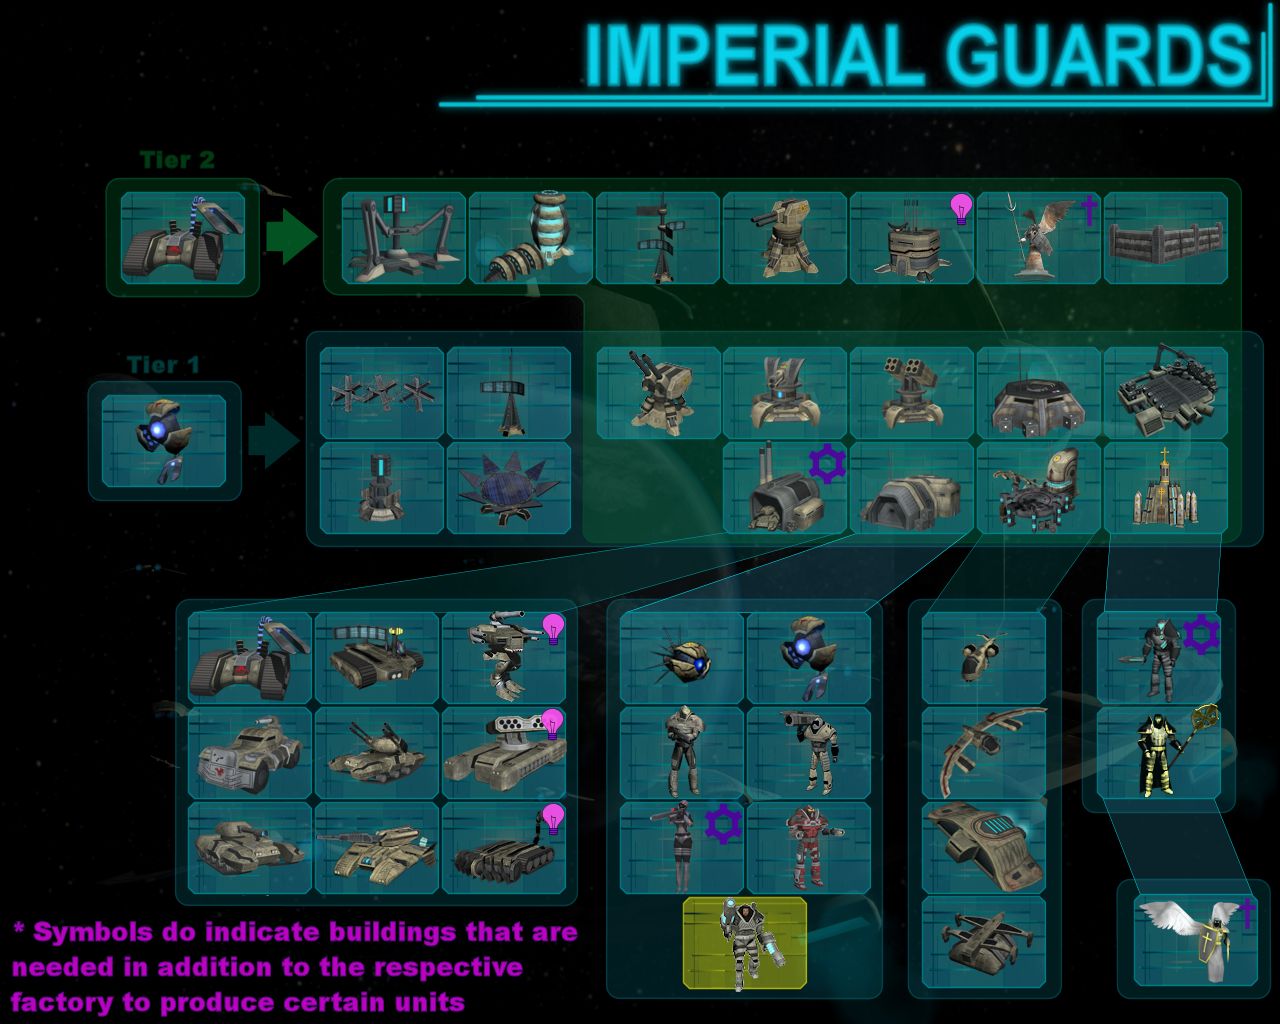 IMPERIAL GUARDS
Tier 2
Tier 1
* Symbols do indicate buildings that are
needed in addition to the respective
factory to produce certain units